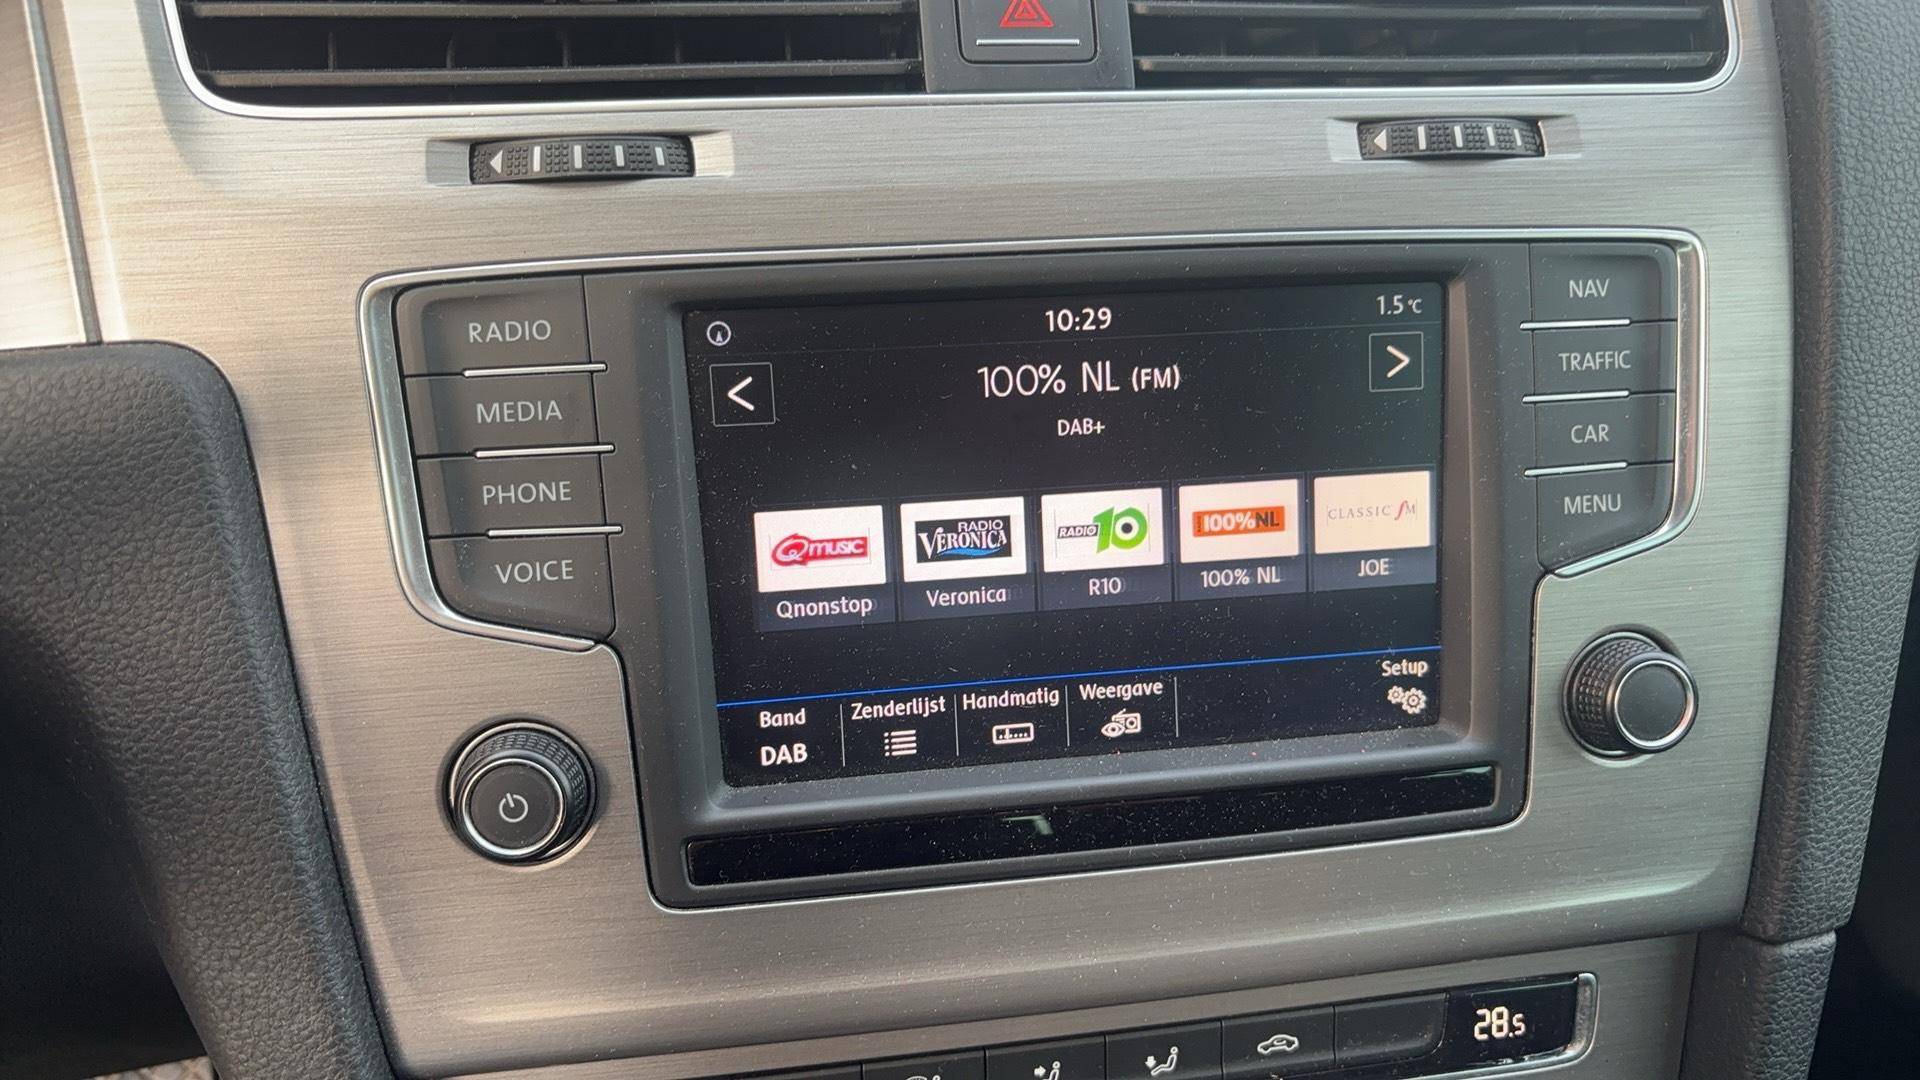 10:29
1.5 °C
100% NL (FM)
DAB+
RADIO
MEDIA
PHONE
VOICE
NAV
TRAFFIC
CAR
MENU
Qmusic
Qnonstop
RADIO
VERONICA
Veronica
RADIO 10
R10
100%NL
100% NL
CLASSIC fM
JOE
Band
DAB
Zenderlijst
Handmatig
Weergave
Setup
28.5